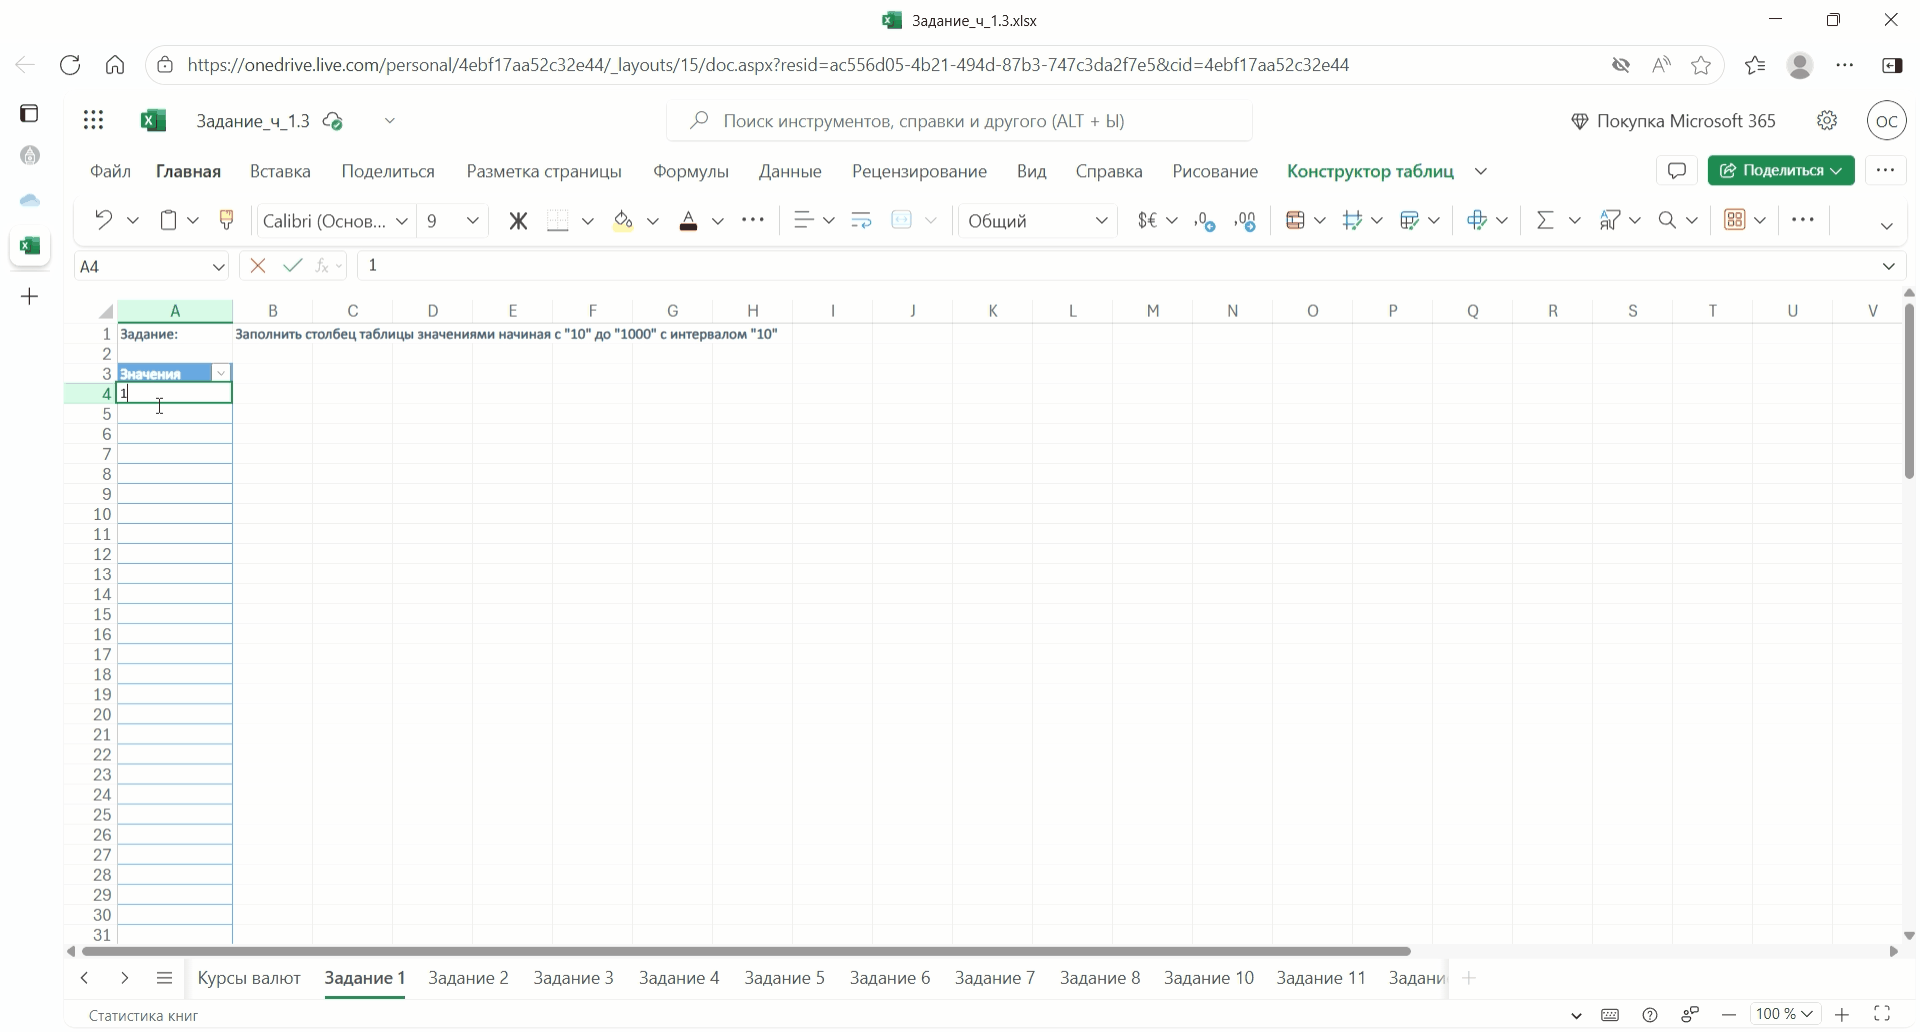 Задание_ч_1.3.xlsx
https://onedrive.live.com/personal/4ebf17aa52c32e44/_layouts/15/doc.aspx?resid=ac556d05-4b21-494d-87b3-747c3da2f7e5&cid=4ebf17aa52c32e44
Задание_ч_1.3
Поиск инструментов, справки и другого (ALT + Ы)
Покупка Microsoft 365
ОС
Файл Главная Вставка Поделиться Разметка страницы Формулы Данные Рецензирование Вид Справка Рисование Конструктор таблиц Поделиться
Calibri (Основ... 9 Ж Общий
A4 1
A B C D E F G H I J K L M N O P Q R S T U V
1 Задание: Заполнить столбец таблицы значениями начиная с "10" до "1000" с интервалом "10"
2
3 Значения
4 1
5
6
7
8
9
10
11
12
13
14
15
16
17
18
19
20
21
22
23
24
25
26
27
28
29
30
31
Курсы валют Задание 1 Задание 2 Задание 3 Задание 4 Задание 5 Задание 6 Задание 7 Задание 8 Задание 10 Задание 11 Задани
Статистика книг 100 %